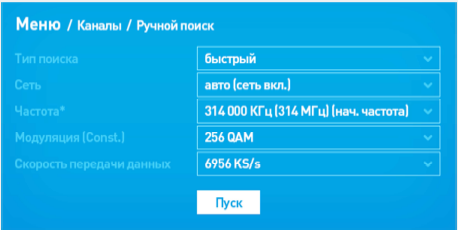 Меню / Каналы / Ручной поиск
Тип поиска быстрый
Сеть авто (сеть вкл.)
Частота* 314 000 КГц (314 МГц) (нач. частота)
Модуляция (Const.) 256 QAM
Скорость передачи данных 6956 KS/s
Пуск